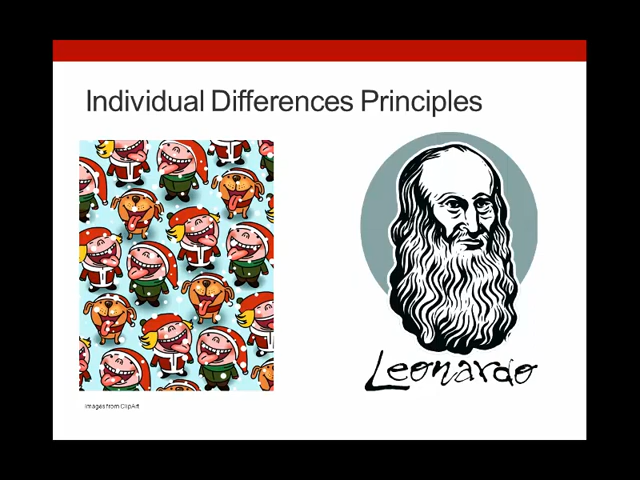 Individual Differences Principles
Leonardo
Images from ClipArt